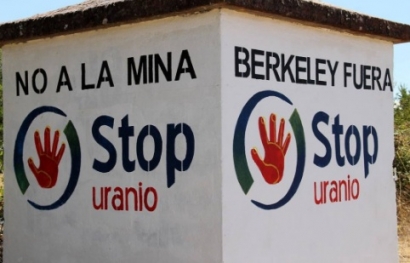 NO A LA MINA
Stop
uranio
BERKELEY FUERA
Stop
uranio